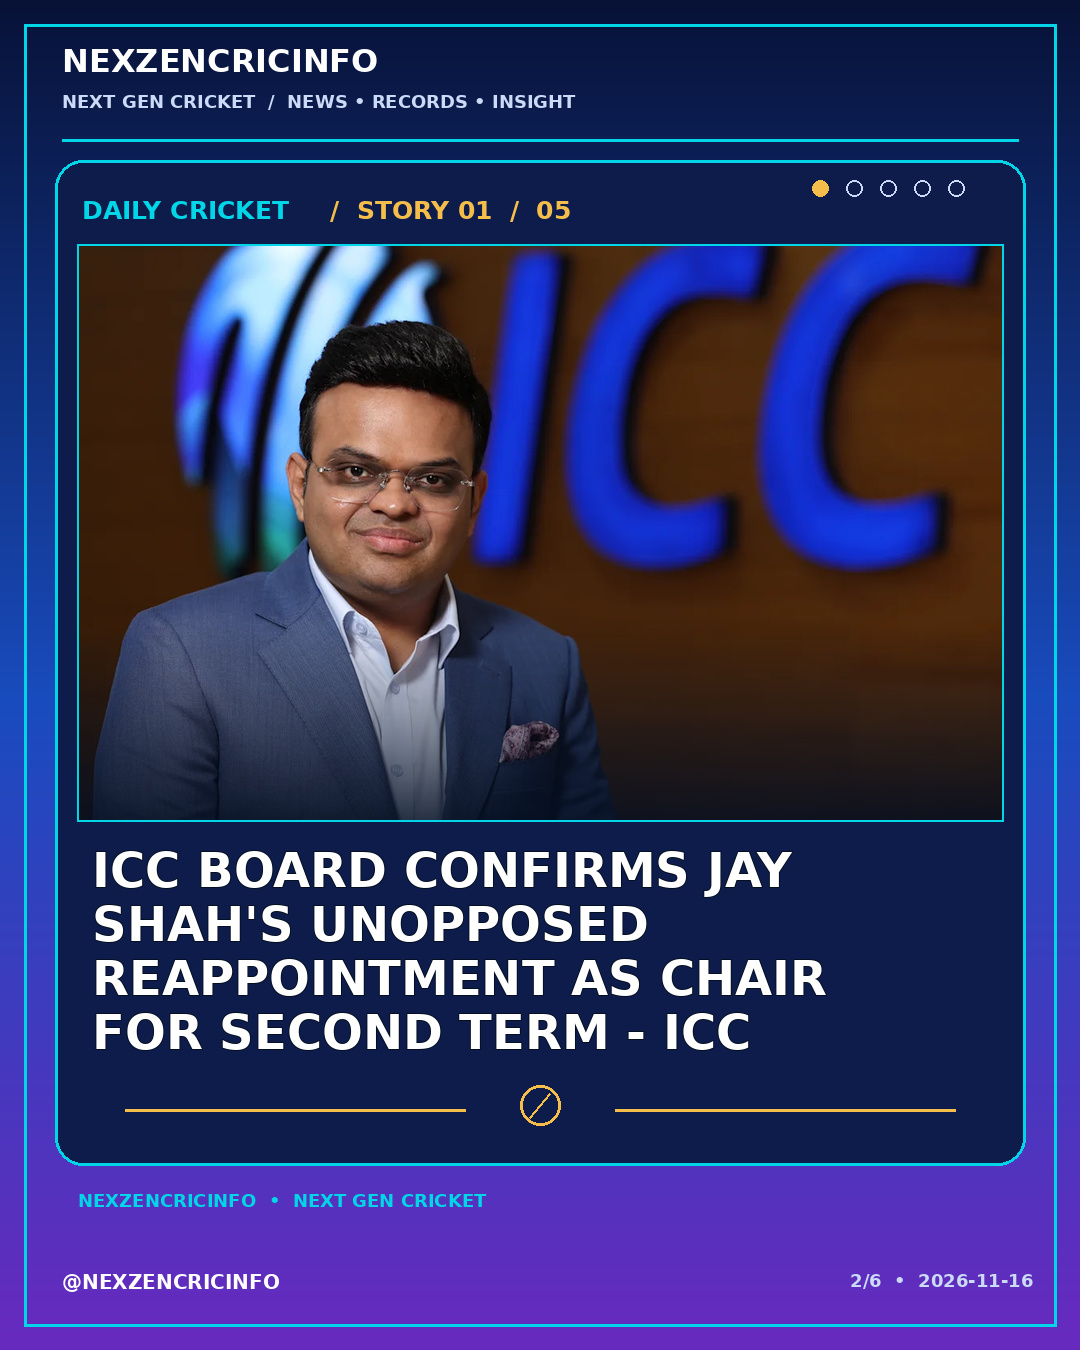 NEXZENCRICINFO
NEXT GEN CRICKET / NEWS • RECORDS • INSIGHT
DAILY CRICKET / STORY 01 / 05
ICC
ICC BOARD CONFIRMS JAY
SHAH'S UNOPPOSED
REAPPOINTMENT AS CHAIR
FOR SECOND TERM - ICC
NEXZENCRICINFO • NEXT GEN CRICKET
@NEXZENCRICINFO
2/6 • 2026-11-16